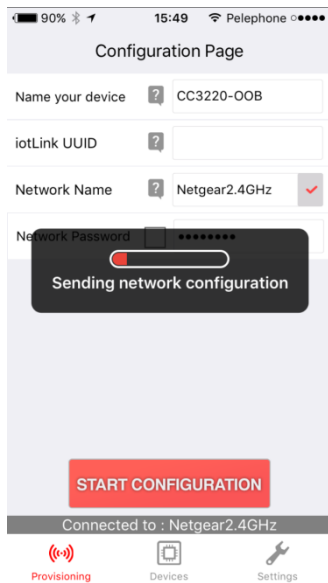 90% 15:49 Pelephone
Configuration Page
Name your device ? CC3220-OOB
iotLink UUID ?
Network Name ? Netgear2.4GHz
Network Password ••••••••
Sending network configuration
START CONFIGURATION
Connected to : Netgear2.4GHz
Provisioning Devices Settings